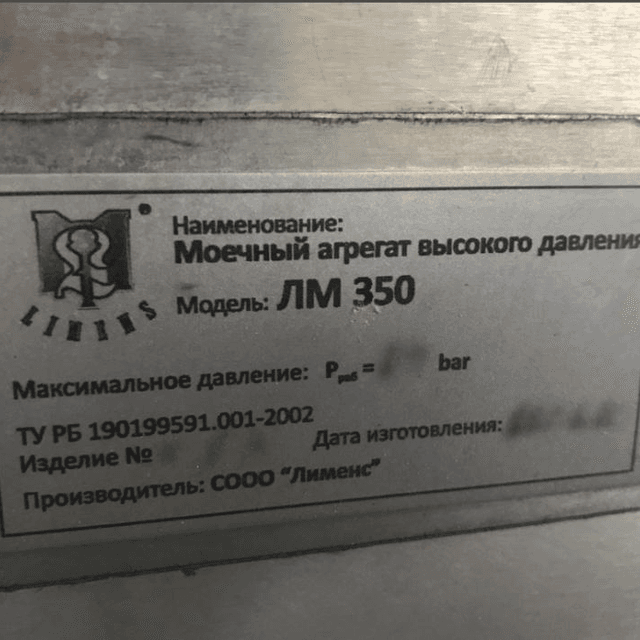 LIMENS
Наименование:
Моечный агрегат высокого давления
Модель: ЛМ 350
Максимальное давление: Pраб = bar
ТУ РБ 190199591.001-2002
Изделие №
Дата изготовления:
Производитель: СООО "Лименс"